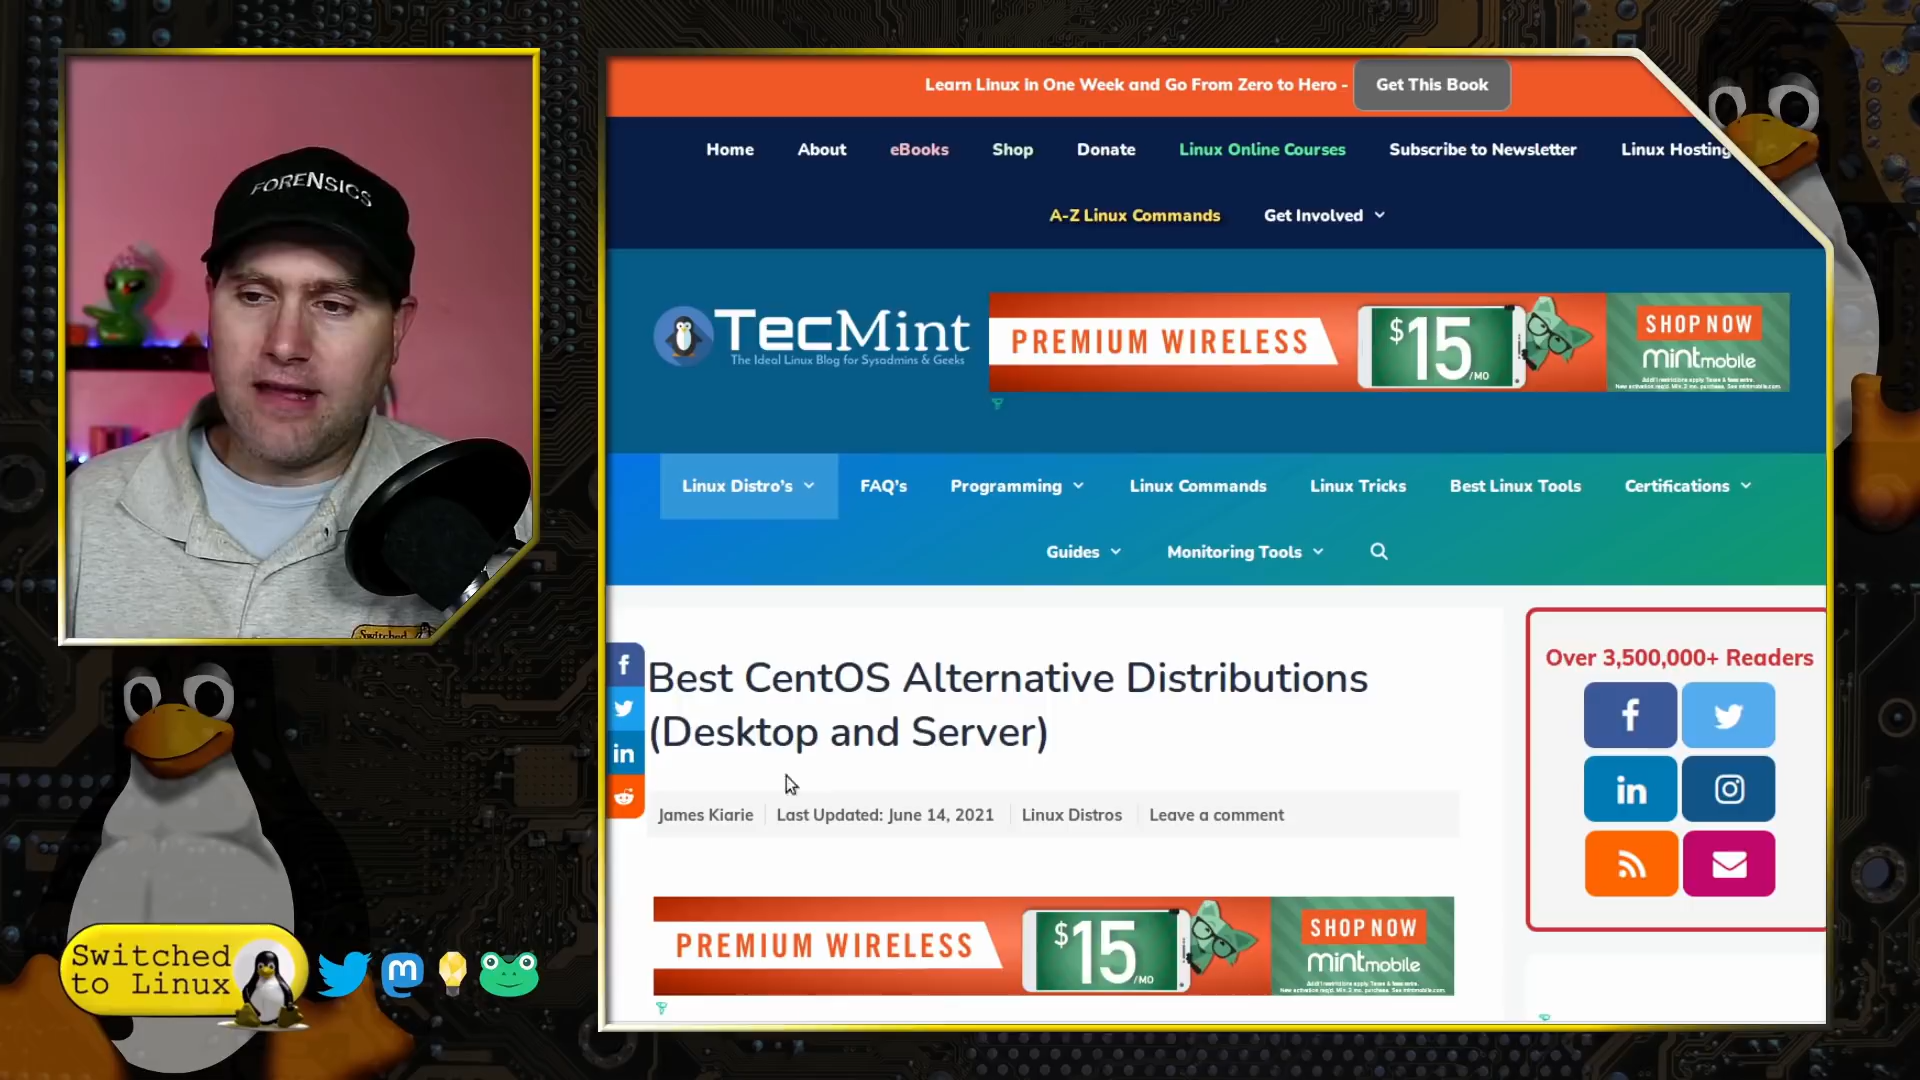 FORENSICS
Switched
Switched
to Linux
Learn Linux in One Week and Go From Zero to Hero - Get This Book
Home About eBooks Shop Donate Linux Online Courses Subscribe to Newsletter Linux Hosting
A-Z Linux Commands Get Involved
TecMint
The Ideal Linux Blog for Sysadmins & Geeks
PREMIUM WIRELESS
$15/MO
SHOP NOW
mintmobile
Linux Distro's FAQ's Programming Linux Commands Linux Tricks Best Linux Tools Certifications
Guides Monitoring Tools
Best CentOS Alternative Distributions
(Desktop and Server)
James Kiarie Last Updated: June 14, 2021 Linux Distros Leave a comment
PREMIUM WIRELESS
$15/MO
SHOP NOW
mintmobile
Over 3,500,000+ Readers